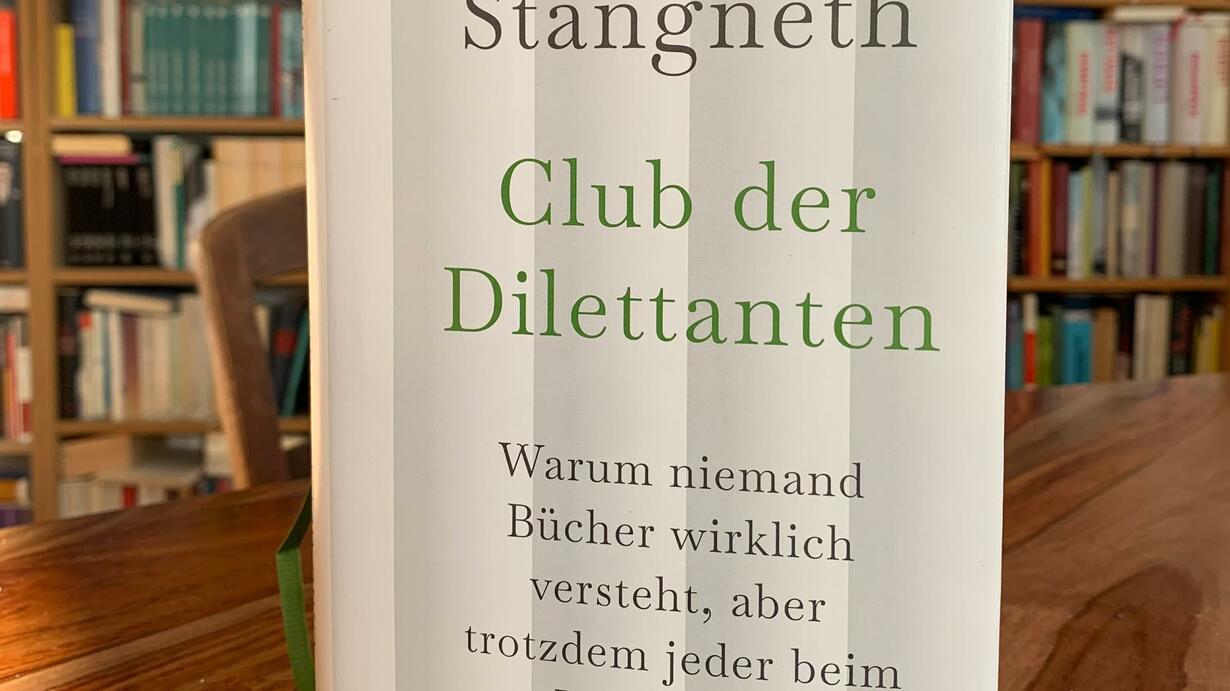 Stangneth
Club der
Dilettanten
Warum niemand
Bücher wirklich
versteht, aber
trotzdem jeder beim